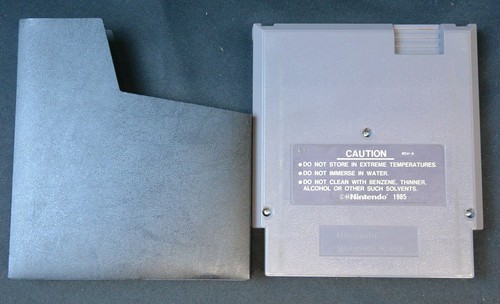 CAUTION REV-A
• DO NOT STORE IN EXTREME TEMPERATURES.
• DO NOT IMMERSE IN WATER.
• DO NOT CLEAN WITH BENZENE, THINNER,
ALCOHOL OR OTHER SUCH SOLVENTS.
©Nintendo® 1985